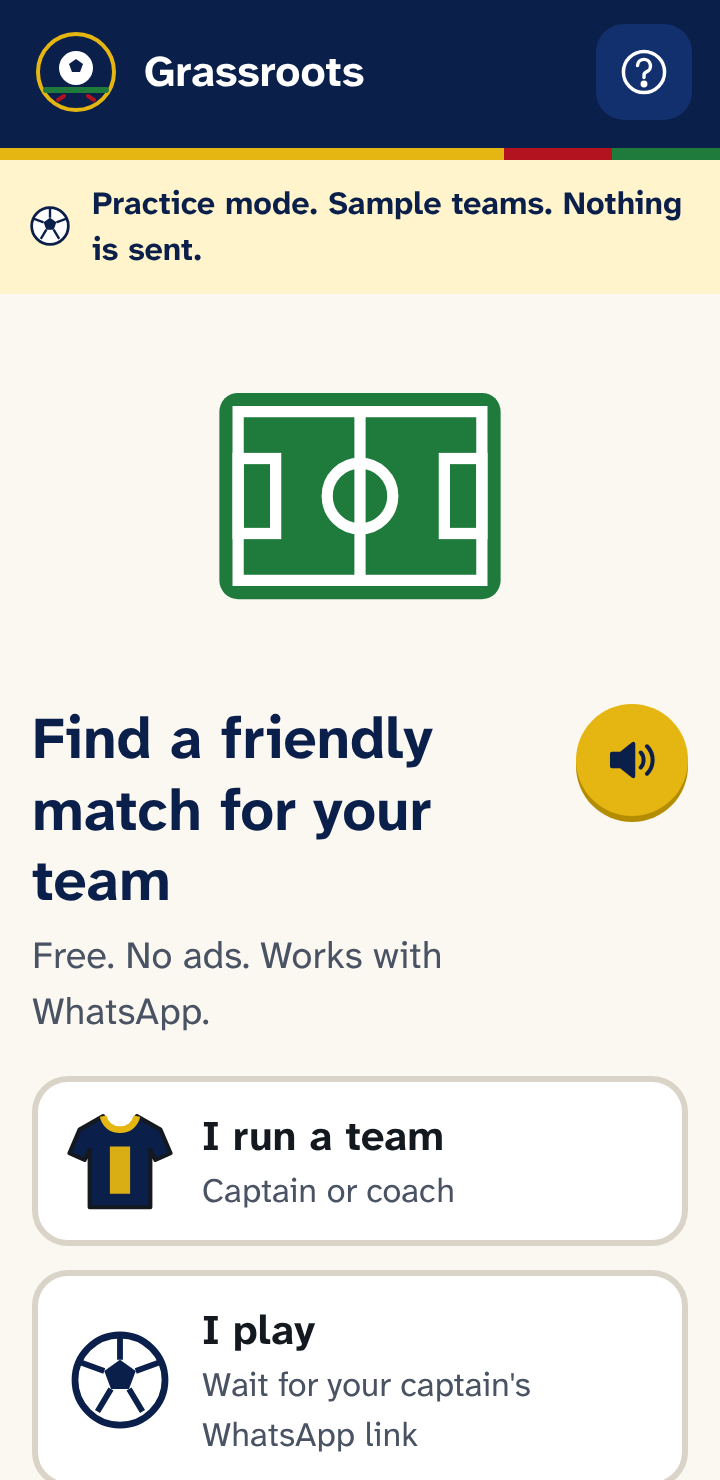 Grassroots
Practice mode. Sample teams. Nothing
is sent.
Find a friendly
match for your
team
Free. No ads. Works with
WhatsApp.
I run a team
Captain or coach
I play
Wait for your captain's
WhatsApp link